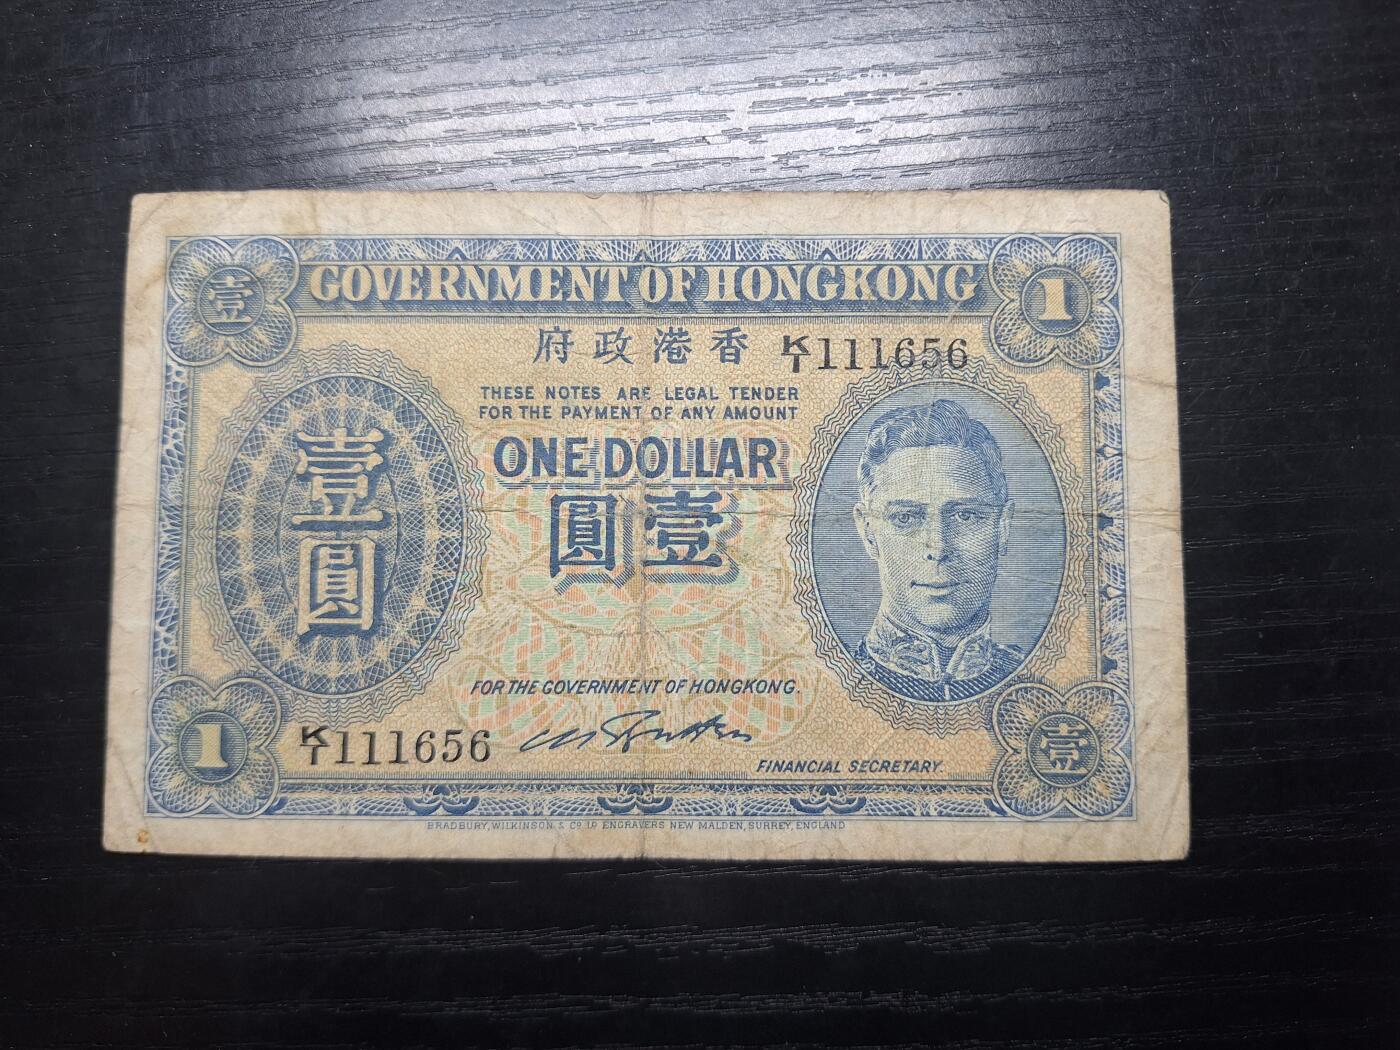 壹 GOVERNMENT OF HONGKONG 1
府政港香 K/1 111656
THESE NOTES ARE LEGAL TENDER
FOR THE PAYMENT OF ANY AMOUNT
ONE DOLLAR
圓壹
壹圓
FOR THE GOVERNMENT OF HONGKONG.
1 K/1 111656
FINANCIAL SECRETARY.
壹
BRADBURY, WILKINSON & Co. LD ENGRAVERS NEW MALDEN, SURREY, ENGLAND